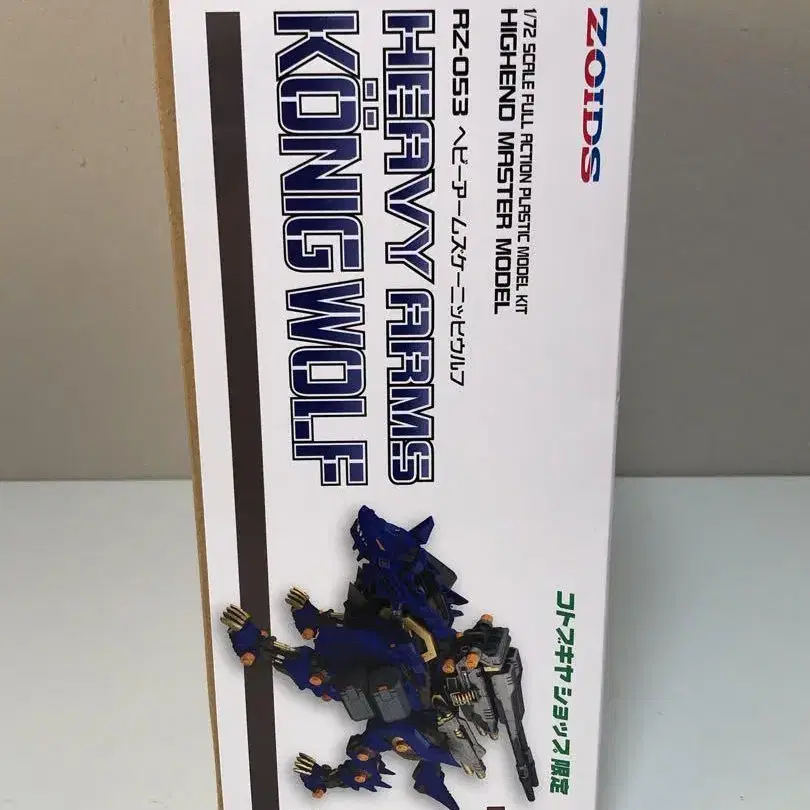 ZOIDS
1/72 SCALE FULL ACTION PLASTIC MODEL KIT
HIGHEND MASTER MODEL
RZ-053 ヘビーアームズケーニッヒウルフ
HEAVY ARMS
KÖNIG WOLF
コトブキヤショップ限定